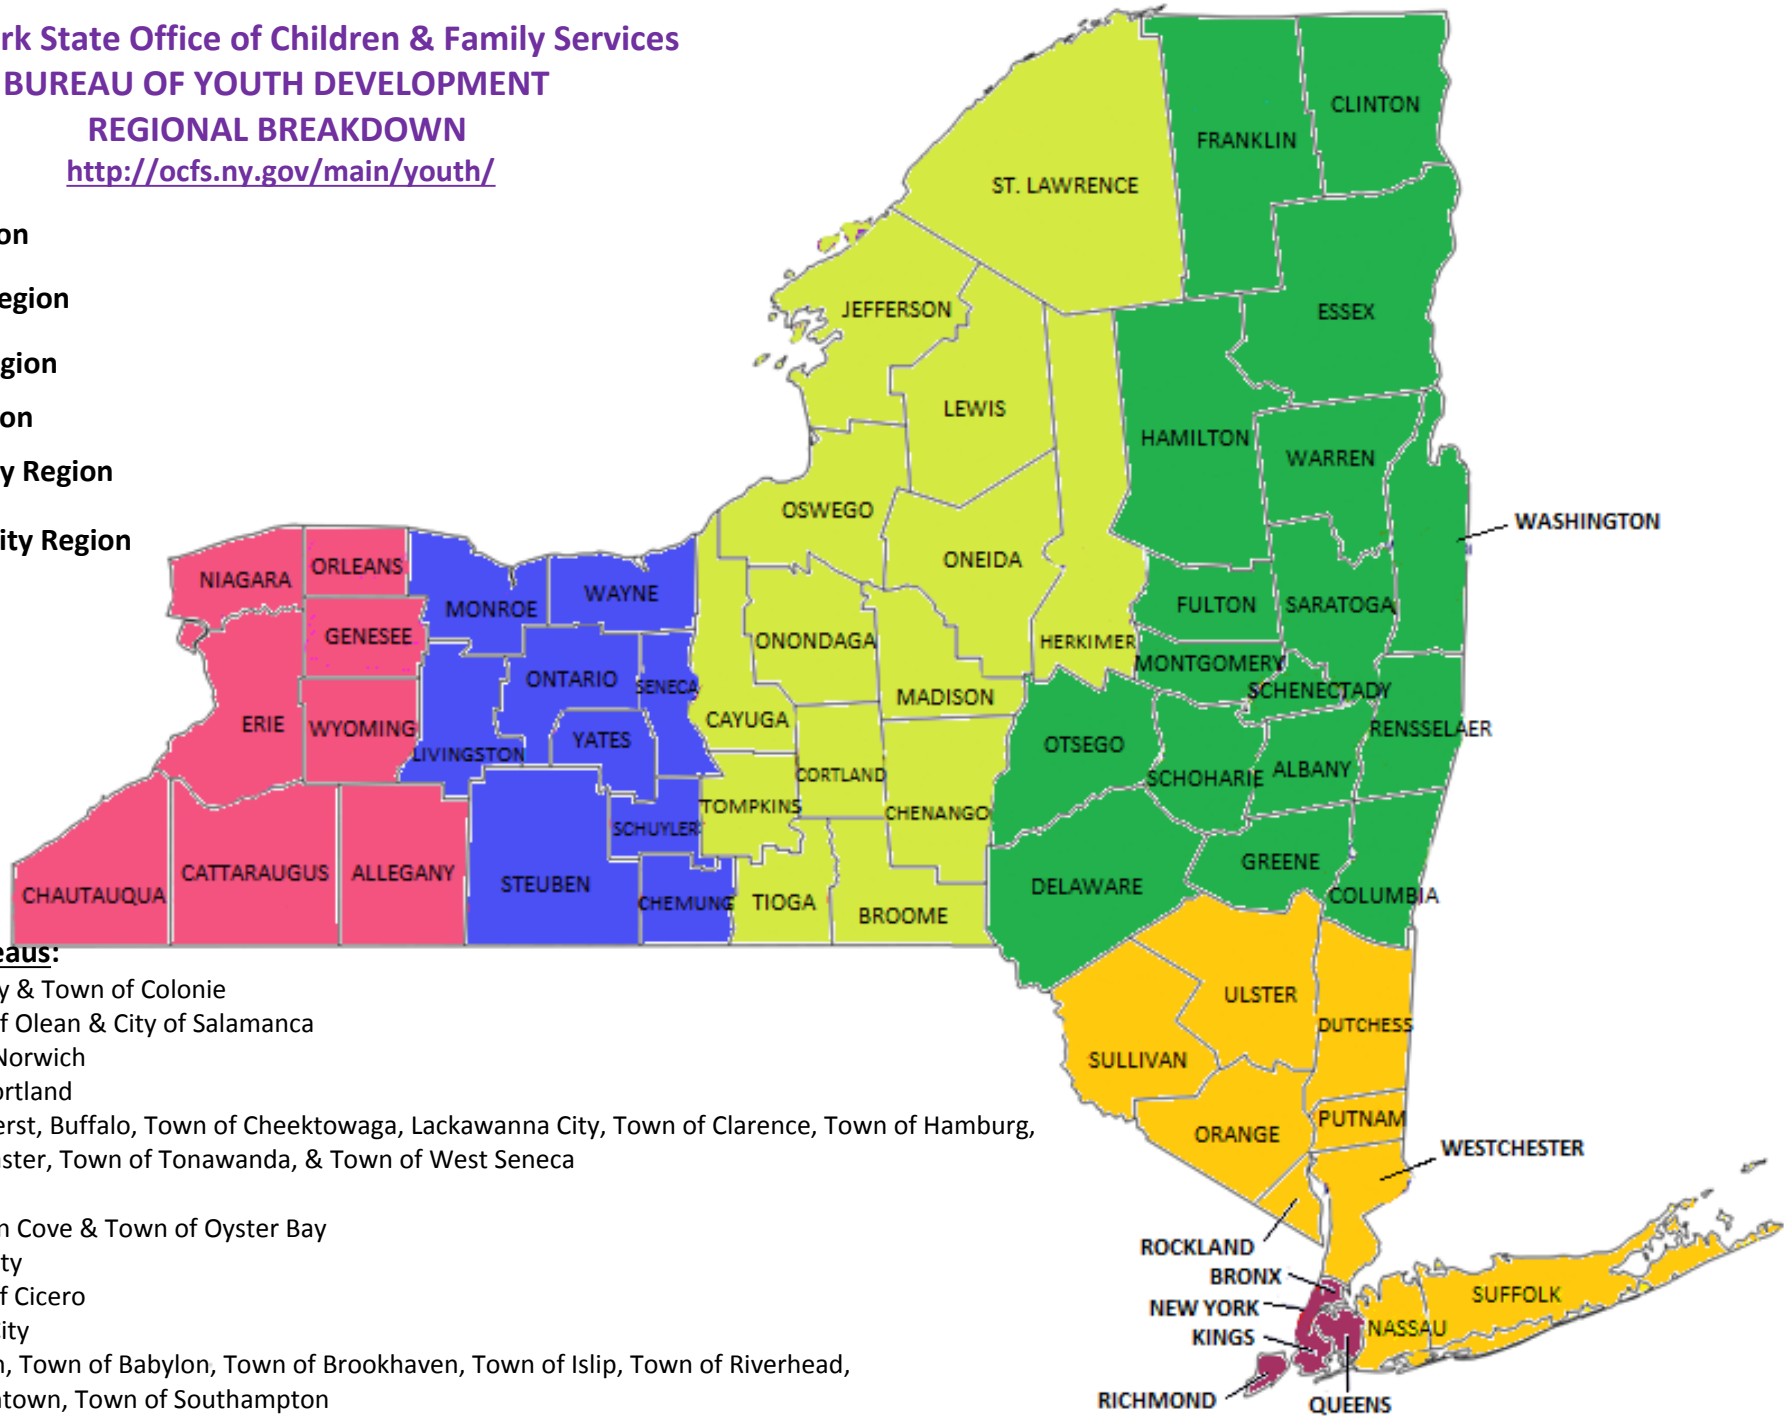 rk State Office of Children & Family Services
BUREAU OF YOUTH DEVELOPMENT
REGIONAL BREAKDOWN
http://ocfs.ny.gov/main/youth/
on
egion
gion
on
y Region
ity Region
CLINTON
FRANKLIN
ST. LAWRENCE
ESSEX
JEFFERSON
LEWIS
HAMILTON
WARREN
OSWEGO
WASHINGTON
ONEIDA
ORLEANS
NIAGARA
WAYNE
MONROE
FULTON
SARATOGA
GENESEE
ONONDAGA
HERKIMER
MONTGOMERY
ONTARIO
SENECA
SCHENECTADY
MADISON
CAYUGA
ERIE
WYOMING
YATES
RENSSELAER
OTSEGO
LIVINGSTON
ALBANY
CORTLAND
SCHOHARIE
TOMPKINS
CHENANGO
SCHUYLER
GREENE
CATTARAUGUS
ALLEGANY
STEUBEN
DELAWARE
CHAUTAUQUA
COLUMBIA
CHEMUNG
TIOGA
BROOME
eaus:
y & Town of Colonie
f Olean & City of Salamanca
Norwich
ortland
erst, Buffalo, Town of Cheektowaga, Lackawanna City, Town of Clarence, Town of Hamburg,
aster, Town of Tonawanda, & Town of West Seneca
n Cove & Town of Oyster Bay
ty
f Cicero
City
n, Town of Babylon, Town of Brookhaven, Town of Islip, Town of Riverhead,
ntown, Town of Southampton
ULSTER
DUTCHESS
SULLIVAN
PUTNAM
ORANGE
WESTCHESTER
ROCKLAND
BRONX
SUFFOLK
NEW YORK
NASSAU
KINGS
RICHMOND
QUEENS